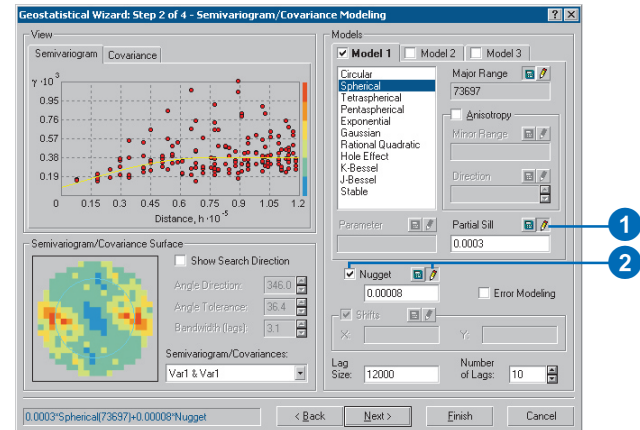 Geostatistical Wizard: Step 2 of 4 - Semivariogram/Covariance Modeling
View
Semivariogram
Covariance
γ·10³
0.95
0.76
0.57
0.38
0.19
0 0.15 0.3 0.45 0.6 0.75 0.9 1.05 1.2
Distance, h·10⁻⁵
Semivariogram/Covariance Surface
Show Search Direction
Angle Direction: 346.0
Angle Tolerance: 36.4
Bandwidth (lags): 3.1
Semivariogram/Covariances:
Var1 & Var1
Models
Model 1
Model 2
Model 3
Circular
Spherical
Tetraspherical
Pentaspherical
Exponential
Gaussian
Rational Quadratic
Hole Effect
K-Bessel
J-Bessel
Stable
Major Range
73697
Anisotropy
Minor Range
Direction
Parameter
Partial Sill
0.0003
1
2
Nugget
0.00008
Error Modeling
Shifts
X:
Y:
Lag Size: 12000
Number of Lags: 10
0.0003*Spherical(73697)+0.00008*Nugget
< Back
Next >
Finish
Cancel